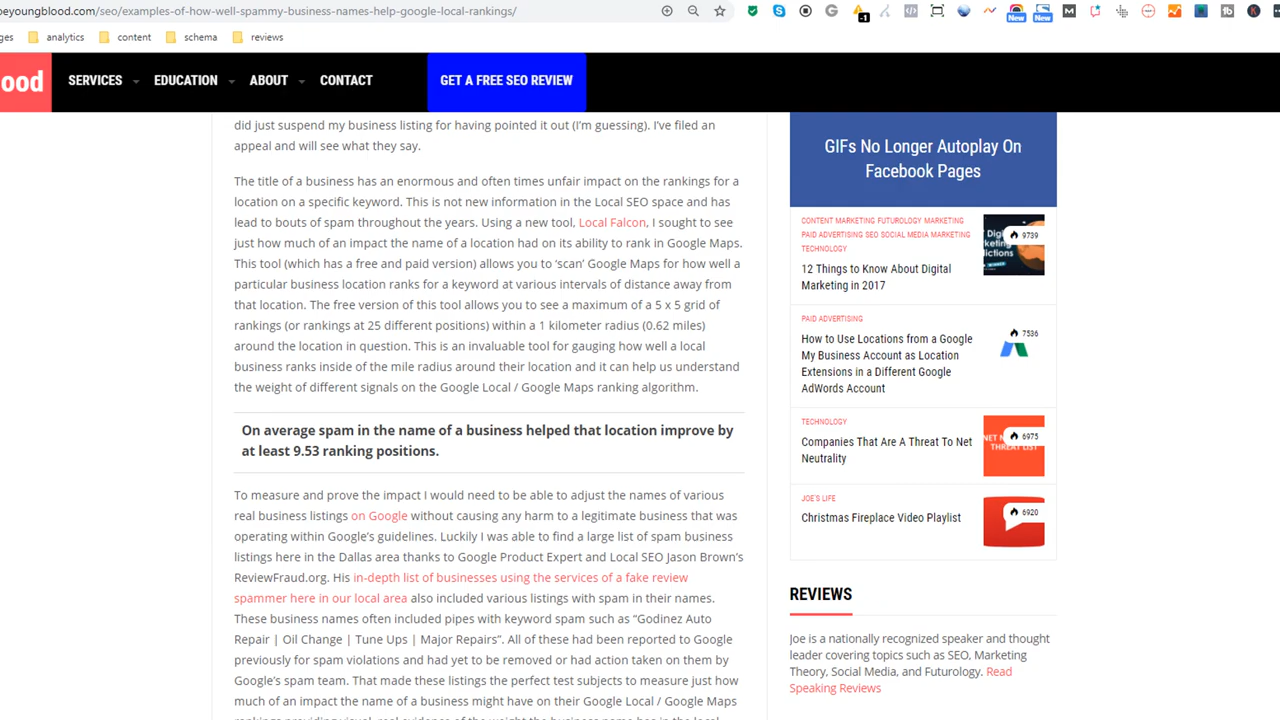 oeyoungblood.com/seo/examples-of-how-well-spammy-business-names-help-google-local-rankings/
-1
New
New
ges
analytics
content
schema
reviews
ood
SERVICES
EDUCATION
ABOUT
CONTACT
GET A FREE SEO REVIEW
did just suspend my business listing for having pointed it out (I'm guessing). I've filed an
appeal and will see what they say.
The title of a business has an enormous and often times unfair impact on the rankings for a
location on a specific keyword. This is not new information in the Local SEO space and has
lead to bouts of spam throughout the years. Using a new tool, Local Falcon, I sought to see
just how much of an impact the name of a location had on its ability to rank in Google Maps.
This tool (which has a free and paid version) allows you to 'scan' Google Maps for how well a
particular business location ranks for a keyword at various intervals of distance away from
that location. The free version of this tool allows you to see a maximum of a 5 x 5 grid of
rankings (or rankings at 25 different positions) within a 1 kilometer radius (0.62 miles)
around the location in question. This is an invaluable tool for gauging how well a local
business ranks inside of the mile radius around their location and it can help us understand
the weight of different signals on the Google Local / Google Maps ranking algorithm.
On average spam in the name of a business helped that location improve by
at least 9.53 ranking positions.
To measure and prove the impact I would need to be able to adjust the names of various
real business listings on Google without causing any harm to a legitimate business that was
operating within Google's guidelines. Luckily I was able to find a large list of spam business
listings here in the Dallas area thanks to Google Product Expert and Local SEO Jason Brown's
ReviewFraud.org. His in-depth list of businesses using the services of a fake review
spammer here in our local area also included various listings with spam in their names.
These business names often included pipes with keyword spam such as "Godinez Auto
Repair | Oil Change | Tune Ups | Major Repairs". All of these had been reported to Google
previously for spam violations and had yet to be removed or had action taken on them by
Google's spam team. That made these listings the perfect test subjects to measure just how
much of an impact the name of a business might have on their Google Local / Google Maps
GIFs No Longer Autoplay On
Facebook Pages
CONTENT MARKETING FUTUROLOGY MARKETING
PAID ADVERTISING SEO SOCIAL MEDIA MARKETING
TECHNOLOGY
12 Things to Know About Digital
Marketing in 2017
9739
PAID ADVERTISING
How to Use Locations from a Google
My Business Account as Location
Extensions in a Different Google
AdWords Account
7536
TECHNOLOGY
Companies That Are A Threat To Net
Neutrality
6975
JOE'S LIFE
Christmas Fireplace Video Playlist
6920
REVIEWS
Joe is a nationally recognized speaker and thought
leader covering topics such as SEO, Marketing
Theory, Social Media, and Futurology. Read
Speaking Reviews